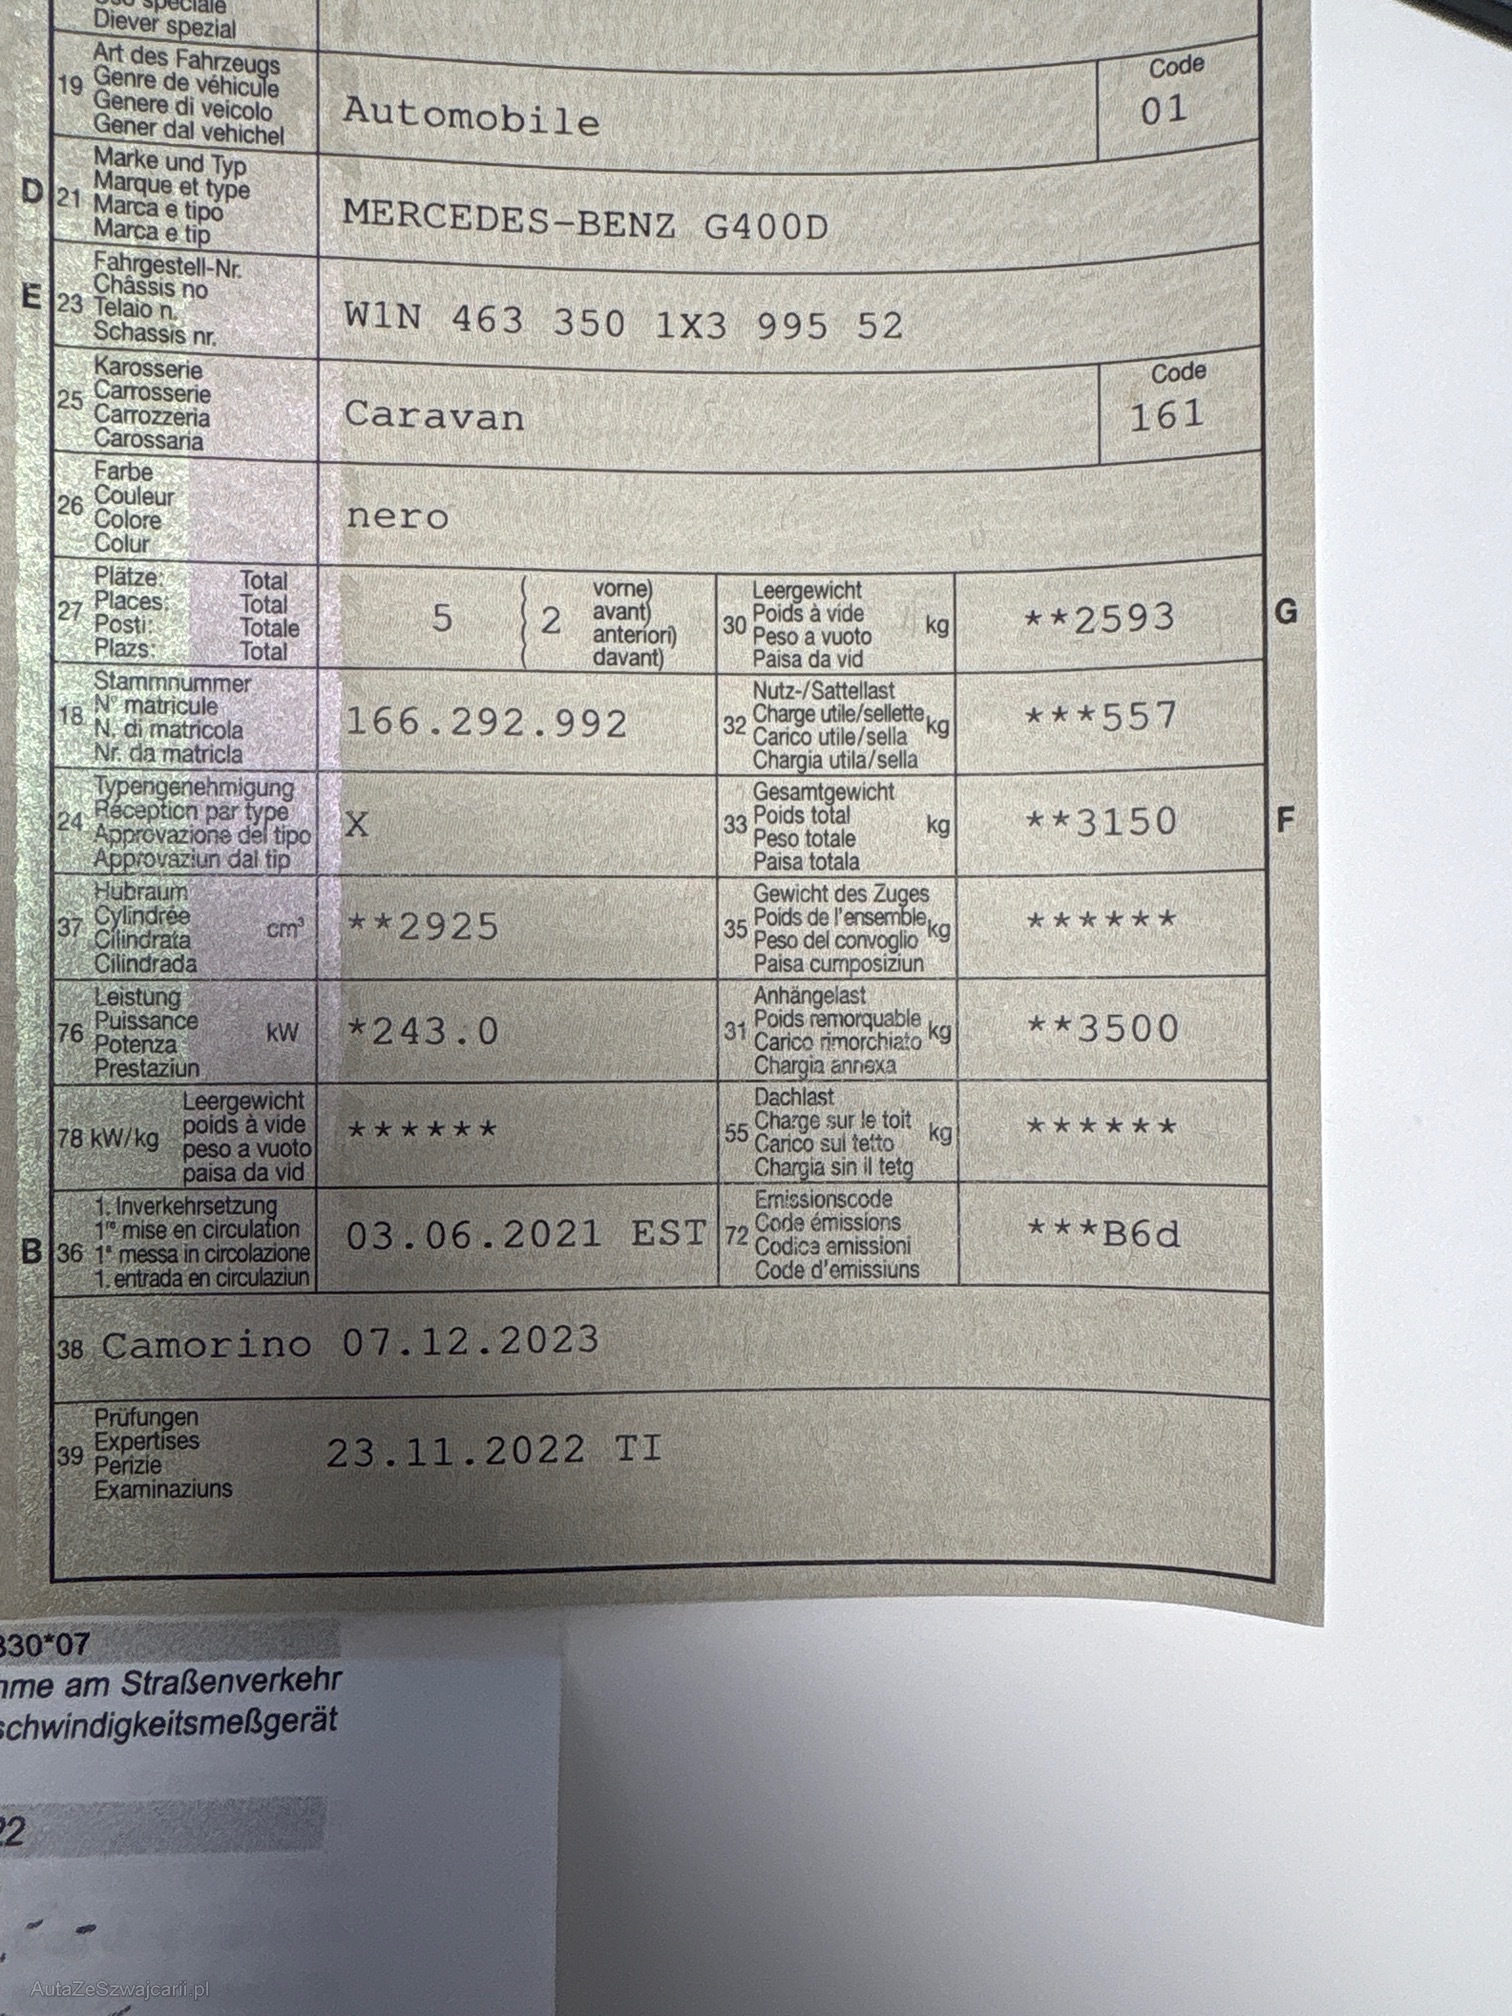 speciale
Diever spezial
19 Art des Fahrzeugs
Genre de véhicule
Genere di veicolo
Gener dal vehichel
Automobile
Code
01
D 21 Marke und Typ
Marque et type
Marca e tipo
Marca e tip
MERCEDES-BENZ G400D
E 23 Fahrgestell-Nr.
Châssis no
Telaio n.
Schassis nr.
W1N 463 350 1X3 995 52
25 Karosserie
Carrosserie
Carrozzeria
Carossaria
Caravan
Code
161
26 Farbe
Couleur
Colore
Colur
nero
27 Plätze: Total
Places: Total
Posti: Totale
Plazs: Total
5 ( 2 vorne)
avant)
anteriori)
davant)
30 Leergewicht
Poids à vide
Peso a vuoto
Paisa da vid
kg
**2593 G
18 Stammnummer
N° matricule
N. di matricola
Nr. da matricla
166.292.992
32 Nutz-/Sattellast
Charge utile/sellette
Carico utile/sella
Chargia utila/sella
kg
***557
24 Typengenehmigung
Réception par type
Approvazione del tipo
Approvaziun dal tip
X
33 Gesamtgewicht
Poids total
Peso totale
Paisa totala
kg
**3150 F
37 Hubraum
Cylindrée
Cilindrata
Cilindrada
cm³
**2925
35 Gewicht des Zuges
Poids de l'ensemble
Peso del convoglio
Paisa cumposiziun
kg
******
76 Leistung
Puissance
Potenza
Prestaziun
kW
*243.0
31 Anhängelast
Poids remorquable
Carico rimorchiato
Chargia annexa
kg
**3500
78 kW/kg Leergewicht
poids à vide
peso a vuoto
paisa da vid
******
55 Dachlast
Charge sur le toit
Carico sul tetto
Chargia sin il tetg
kg
******
B 36 1. Inverkehrsetzung
1re mise en circulation
1a messa in circolazione
1. entrada en circulaziun
03.06.2021 EST
72 Emissionscode
Code émissions
Codice emissioni
Code d'emissiuns
***B6d
38 Camorino 07.12.2023
39 Prüfungen
Expertises
Perizie
Examinaziuns
23.11.2022 TI
330*07
am Straßenverkehr
schwindigkeitsmeßgerät
22
AutaZeSzwajcarii.pl